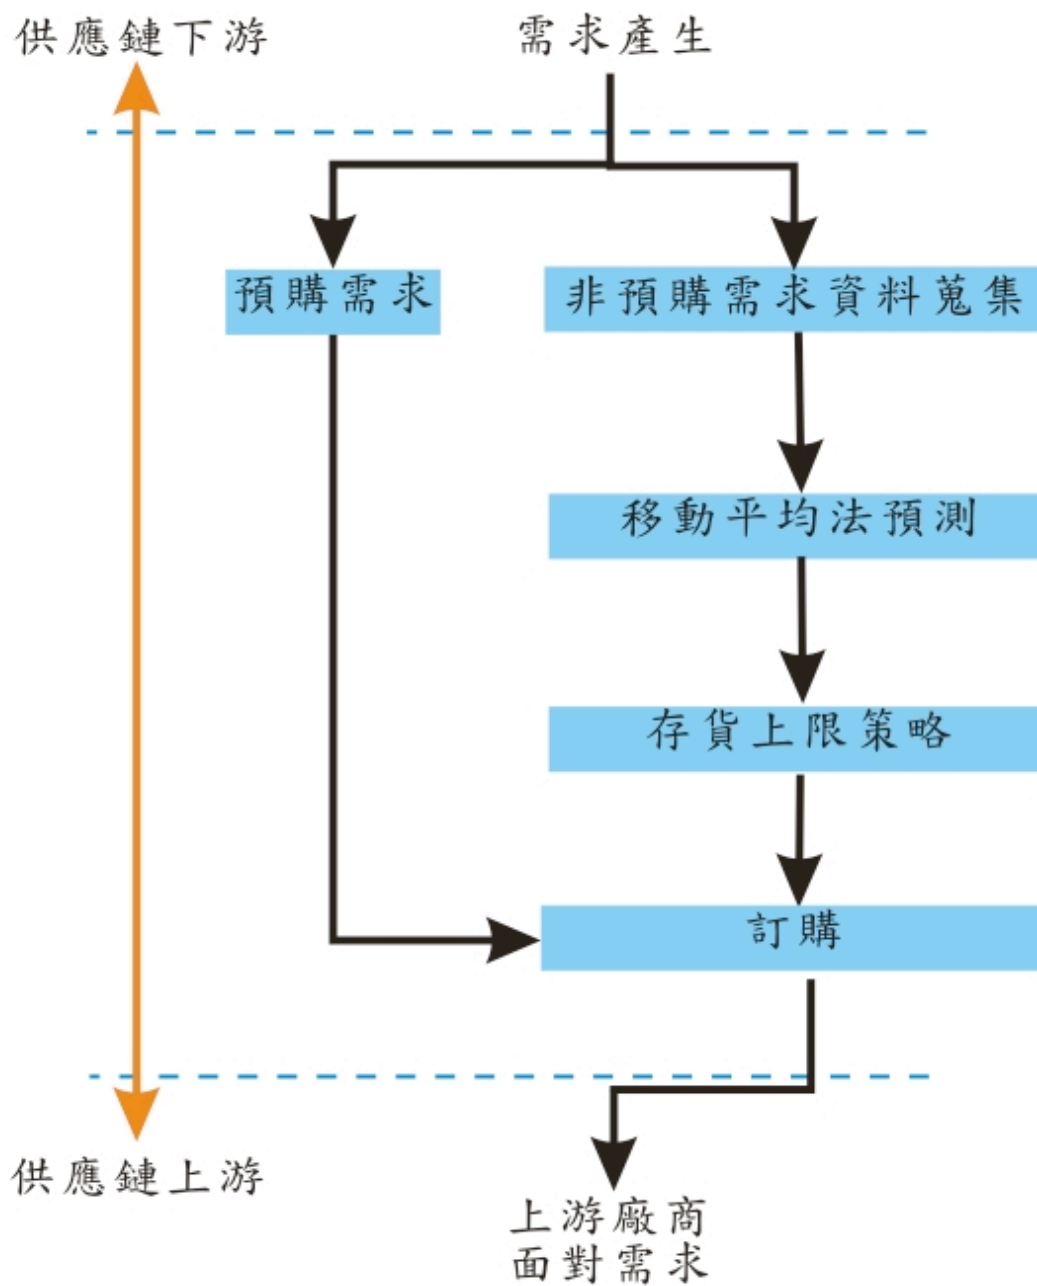 供應鏈下游
需求產生
預購需求
非預購需求資料蒐集
移動平均法預測
存貨上限策略
訂購
供應鏈上游
上游廠商
面對需求